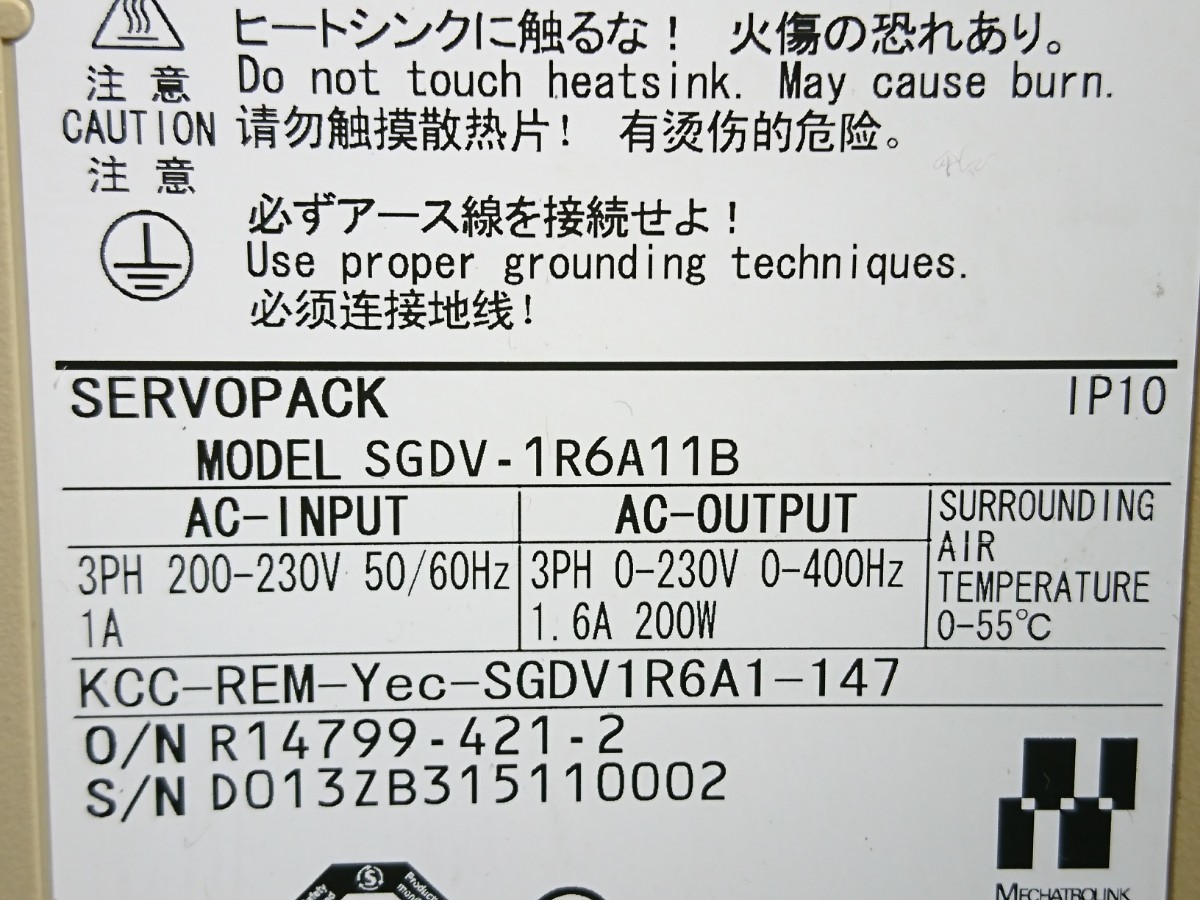 ヒートシンクに触るな！ 火傷の恐れあり。
注 意
Do not touch heatsink. May cause burn.
CAUTION
请勿触摸散热片！ 有烫伤的危险。
注 意
必ずアース線を接続せよ！
Use proper grounding techniques.
必须连接地线！
SERVOPACK
IP10
MODEL SGDV-1R6A11B
AC-INPUT
AC-OUTPUT
SURROUNDING
AIR
TEMPERATURE
0-55℃
3PH 200-230V 50/60Hz
1A
3PH 0-230V 0-400Hz
1.6A 200W
KCC-REM-Yec-SGDV1R6A1-147
O/N R14799-421-2
S/N D013ZB315110002
MECHATROLINK